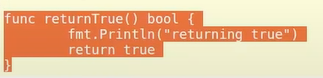 func returnTrue() bool {
        fmt.Println("returning true")
        return true
}